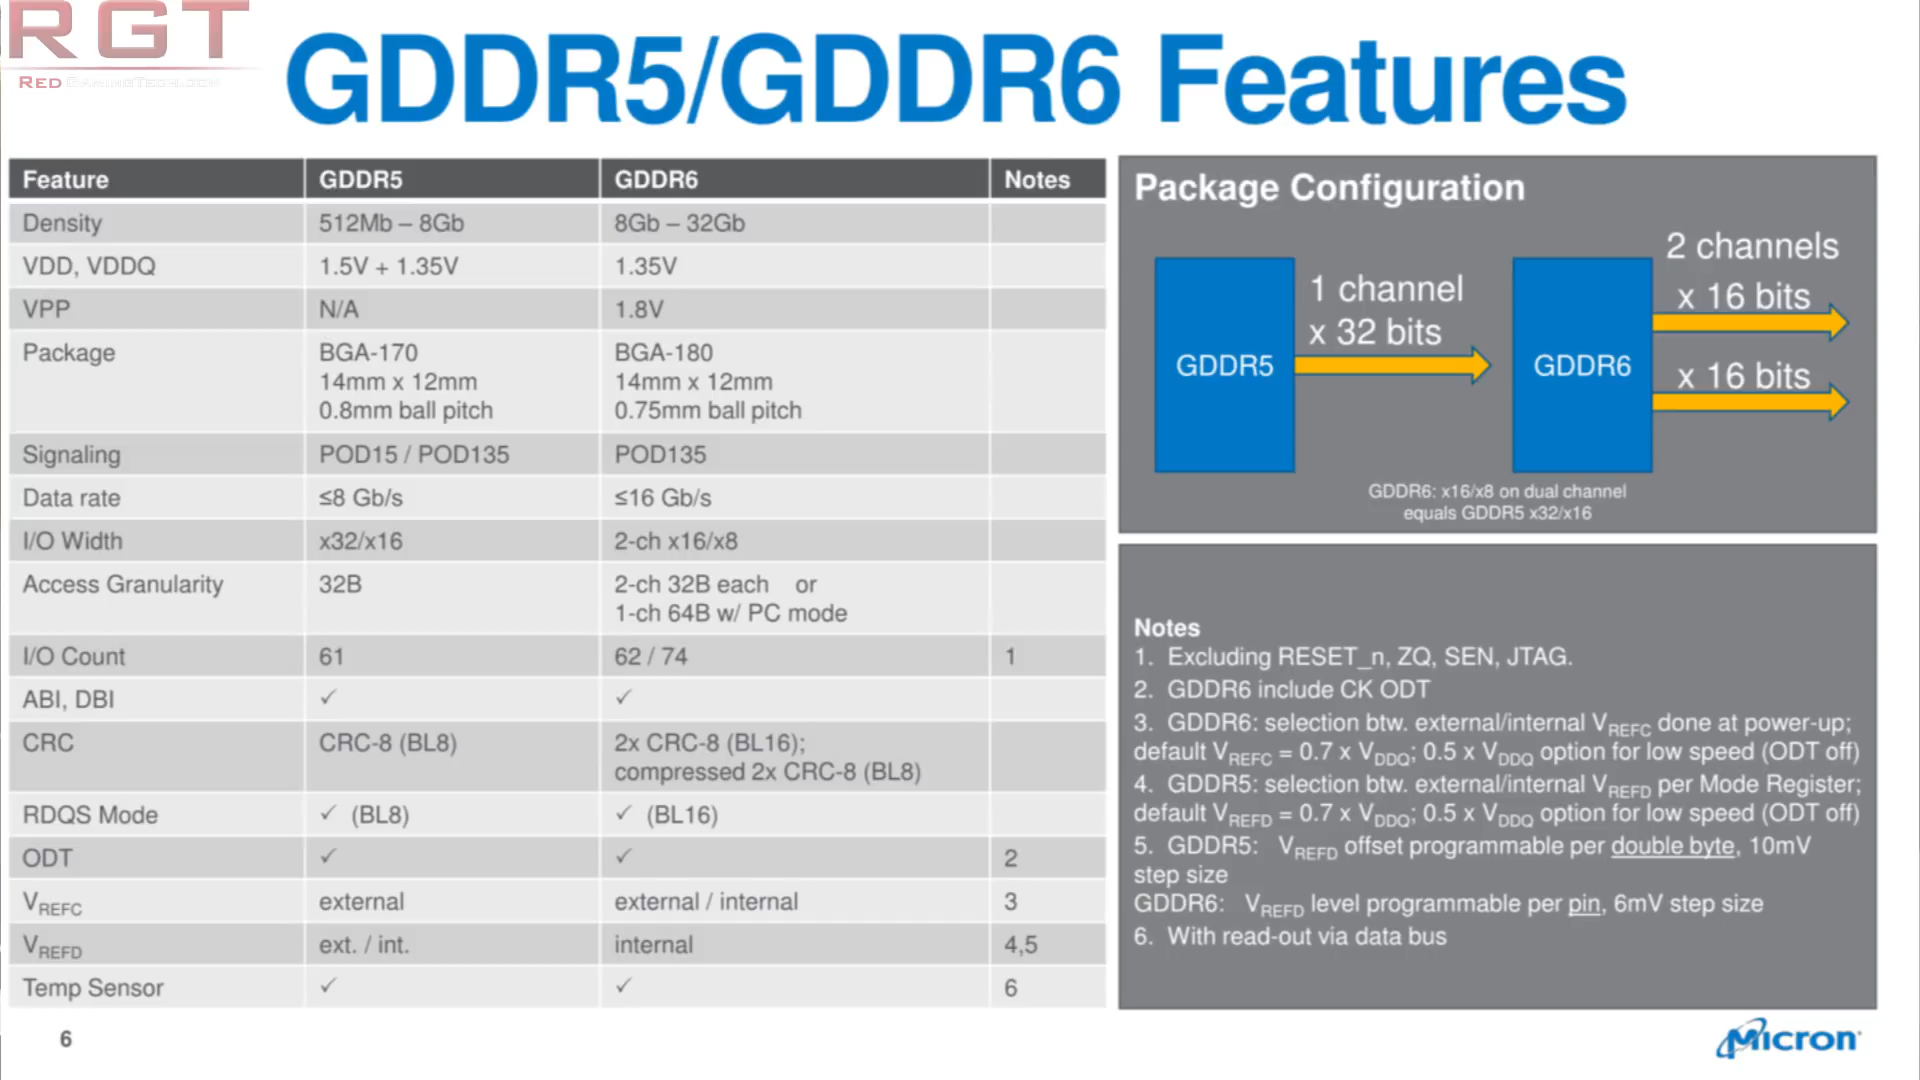 RGT
RED GAMINGTECH.COM
GDDR5/GDDR6 Features
Feature GDDR5 GDDR6 Notes
Density 512Mb – 8Gb 8Gb – 32Gb
VDD, VDDQ 1.5V + 1.35V 1.35V
VPP N/A 1.8V
Package BGA-170 BGA-180
14mm x 12mm 14mm x 12mm
0.8mm ball pitch 0.75mm ball pitch
Signaling POD15 / POD135 POD135
Data rate ≤8 Gb/s ≤16 Gb/s
I/O Width x32/x16 2-ch x16/x8
Access Granularity 32B 2-ch 32B each or
1-ch 64B w/ PC mode
I/O Count 61 62 / 74 1
ABI, DBI ✓ ✓
CRC CRC-8 (BL8) 2x CRC-8 (BL16);
compressed 2x CRC-8 (BL8)
RDQS Mode ✓ (BL8) ✓ (BL16)
ODT ✓ ✓ 2
VREFC external external / internal 3
VREFD ext. / int. internal 4,5
Temp Sensor ✓ ✓ 6
Package Configuration
GDDR5
1 channel
x 32 bits
GDDR6
2 channels
x 16 bits
x 16 bits
GDDR6: x16/x8 on dual channel
equals GDDR5 x32/x16
Notes
1. Excluding RESET_n, ZQ, SEN, JTAG.
2. GDDR6 include CK ODT
3. GDDR6: selection btw. external/internal VREFC done at power-up;
default VREFC = 0.7 x VDDQ; 0.5 x VDDQ option for low speed (ODT off)
4. GDDR5: selection btw. external/internal VREFD per Mode Register;
default VREFD = 0.7 x VDDQ; 0.5 x VDDQ option for low speed (ODT off)
5. GDDR5: VREFD offset programmable per double byte, 10mV
step size
GDDR6: VREFD level programmable per pin, 6mV step size
6. With read-out via data bus
6
Micron